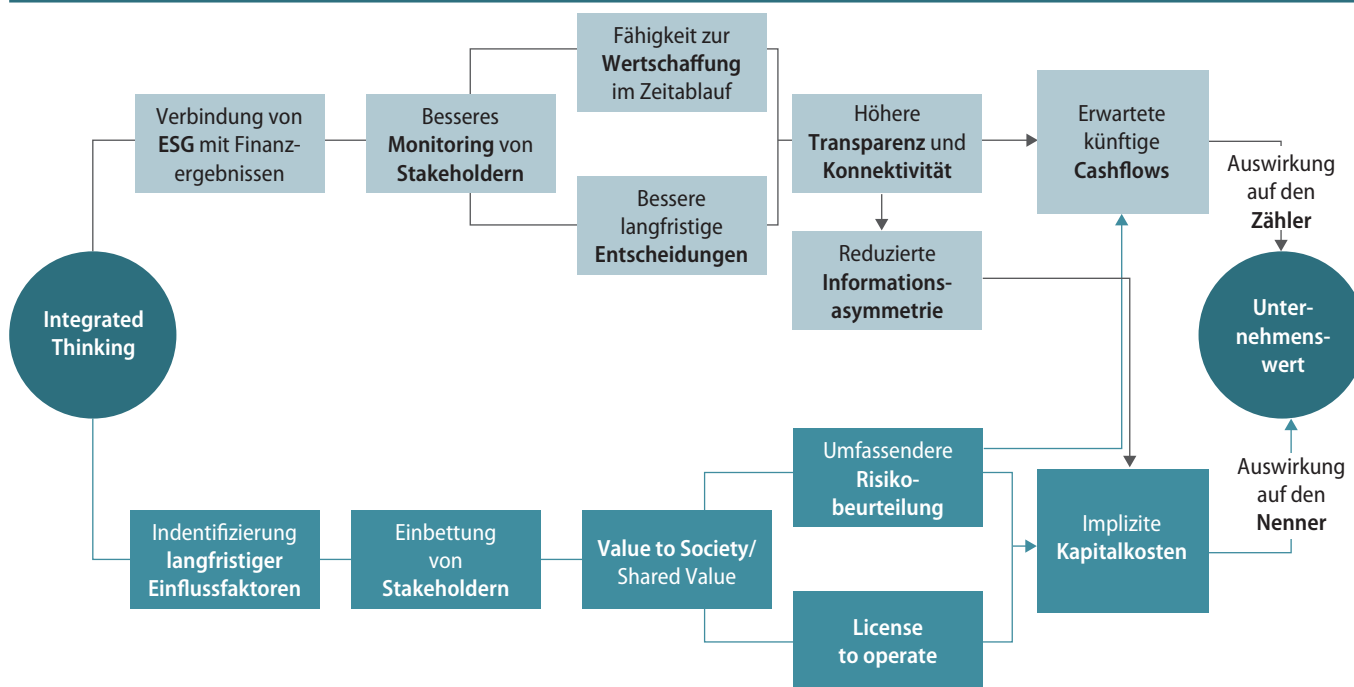 Fähigkeit zur
Wertschaffung
im Zeitablauf
Verbindung von
ESG mit Finanz-
ergebnissen
Besseres
Monitoring von
Stakeholdern
Höhere
Transparenz und
Konnektivität
Erwartete
künftige
Cashflows
Auswirkung
auf den
Zähler
Bessere
langfristige
Entscheidungen
Reduzierte
Informations-
asymmetrie
Integrated
Thinking
Unter-
nehmens-
wert
Umfassendere
Risiko-
beurteilung
Auswirkung
auf den
Nenner
Indentifizierung
langfristiger
Einflussfaktoren
Einbettung
von
Stakeholdern
Value to Society/
Shared Value
Implizite
Kapitalkosten
License
to operate